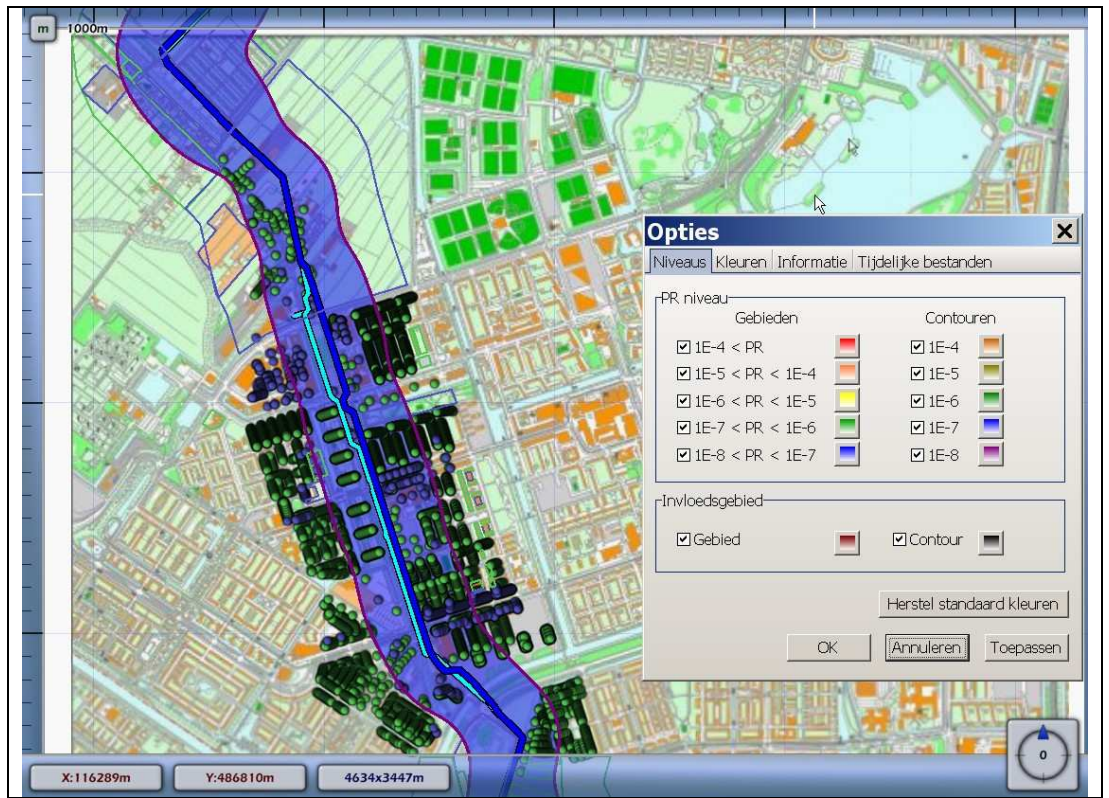 m
1000m
Opties
Niveaus Kleuren Informatie Tijdelijke bestanden
PR niveau
Gebieden Contouren
1E-4 < PR 1E-4
1E-5 < PR < 1E-4 1E-5
1E-6 < PR < 1E-5 1E-6
1E-7 < PR < 1E-6 1E-7
1E-8 < PR < 1E-7 1E-8
Invloedsgebied
Gebied Contour
Herstel standaard kleuren
OK Annuleren Toepassen
X:116289m Y:486810m 4634x3447m
0